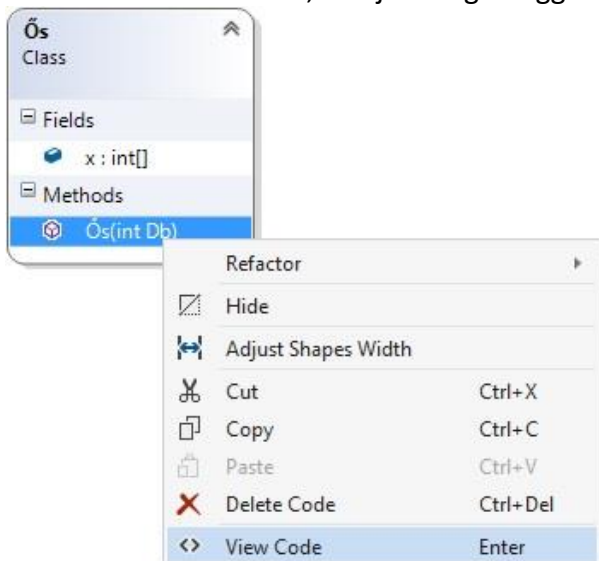 Ős
Class
Fields
x : int[]
Methods
Ős(int Db)
Refactor
Hide
Adjust Shapes Width
Cut Ctrl+X
Copy Ctrl+C
Paste Ctrl+V
Delete Code Ctrl+Del
View Code Enter